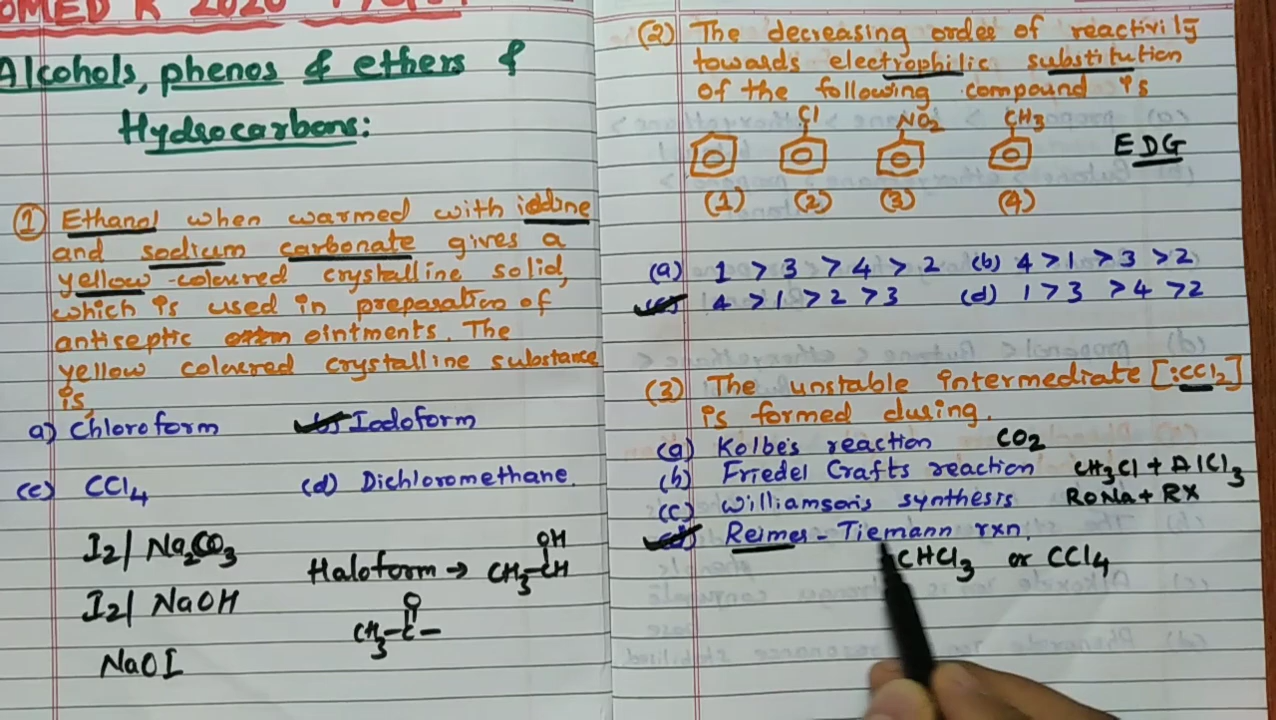 OMED K 2020
Alcohols, phenos & ethers &
Hydrocarbons:
① Ethanol when warmed with iodine
and sodium carbonate gives a
yellow-coloured crystalline solid,
which is used in preparation of
antiseptic ointments. The
yellow coloured crystalline substance
is,
a) Chloroform (b) Iodoform
(c) CCl4 (d) Dichloromethane.
I2/ Na2CO3
I2/ NaOH
NaOI
Haloform → CH3-CH
OH
O
CH3-C-
(2) The decreasing order of reactivity
towards electrophilic substitution
of the following compound is
Cl NO2 CH3
EDG
(1) (2) (3) (4)
(a) 1 > 3 > 4 > 2 (b) 4 > 1 > 3 > 2
(c) 4 > 1 > 2 > 3 (d) 1 > 3 > 4 > 2
(3) The unstable intermediate [:CCl2]
is formed during.
(a) Kolbe's reaction CO2
(b) Friedel Crafts reaction CH3Cl + AlCl3
(c) Williamson's synthesis RONa + RX
(d) Reimer - Tiemann rxn.
CHCl3 or CCl4